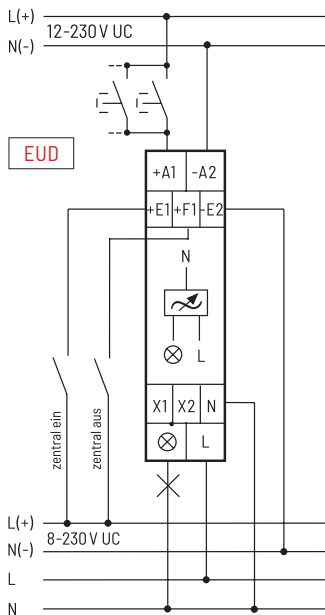 L(+)
12-230 V UC
N(-)
EUD
+A1 -A2
+E1 +F1 -E2
N
L
X1 X2 N
L
zentral ein
zentral aus
L(+)
8-230 V UC
N(-)
L
N